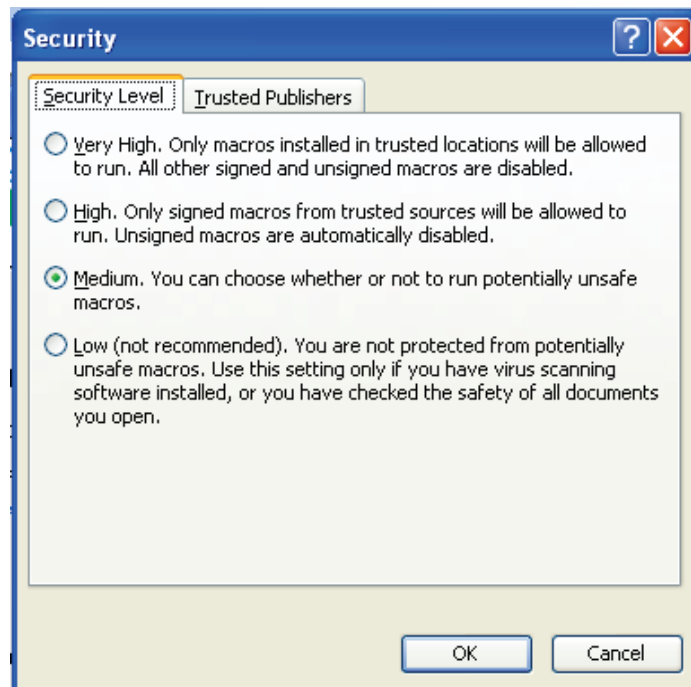 Security
Security Level
Trusted Publishers
Very High. Only macros installed in trusted locations will be allowed
to run. All other signed and unsigned macros are disabled.
High. Only signed macros from trusted sources will be allowed to
run. Unsigned macros are automatically disabled.
Medium. You can choose whether or not to run potentially unsafe
macros.
Low (not recommended). You are not protected from potentially
unsafe macros. Use this setting only if you have virus scanning
software installed, or you have checked the safety of all documents
you open.
OK
Cancel